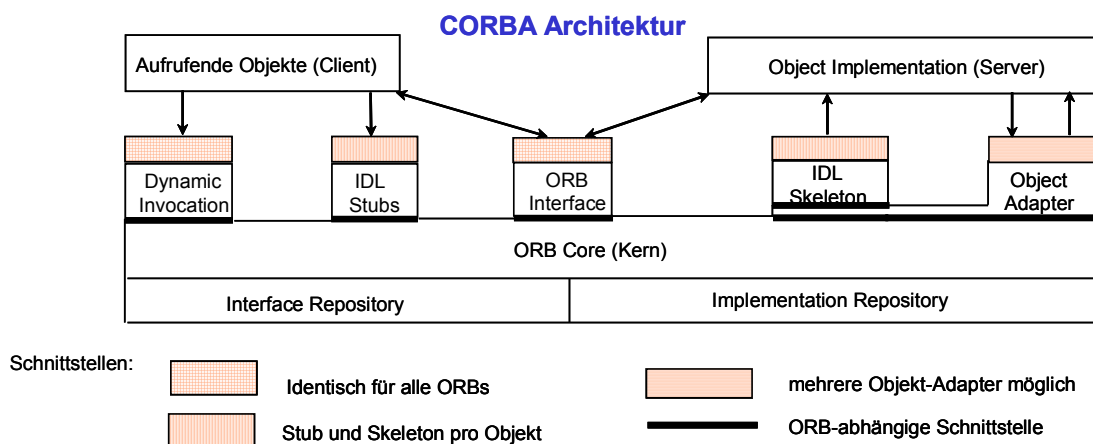 CORBA Architektur
Aufrufende Objekte (Client)
Object Implementation (Server)
Dynamic
Invocation
IDL
Stubs
ORB
Interface
IDL
Skeleton
Object
Adapter
ORB Core (Kern)
Interface Repository
Implementation Repository
Schnittstellen:
Identisch für alle ORBs
mehrere Objekt-Adapter möglich
Stub und Skeleton pro Objekt
ORB-abhängige Schnittstelle